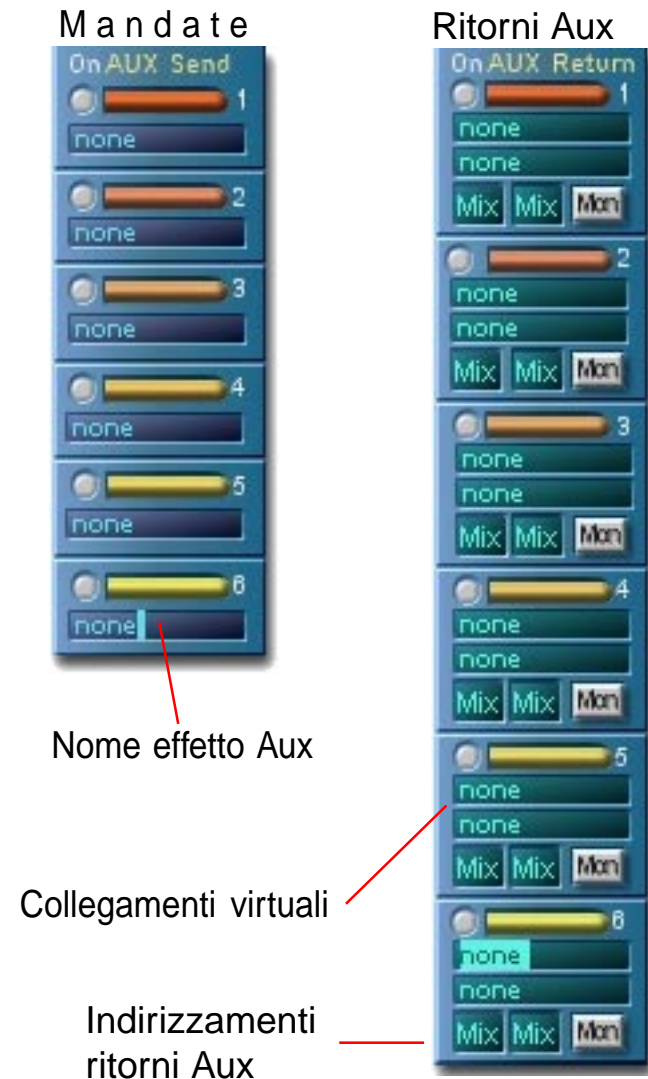 Mandate
On AUX Send
1
none
2
none
3
none
4
none
5
none
6
none
Nome effetto Aux
Ritorni Aux
On AUX Return
1
none
none
Mix Mix Mon
2
none
none
Mix Mix Mon
3
none
none
Mix Mix Mon
4
none
none
Mix Mix Mon
5
none
none
Mix Mix Mon
6
none
none
Mix Mix Mon
Collegamenti virtuali
Indirizzamenti
ritorni Aux